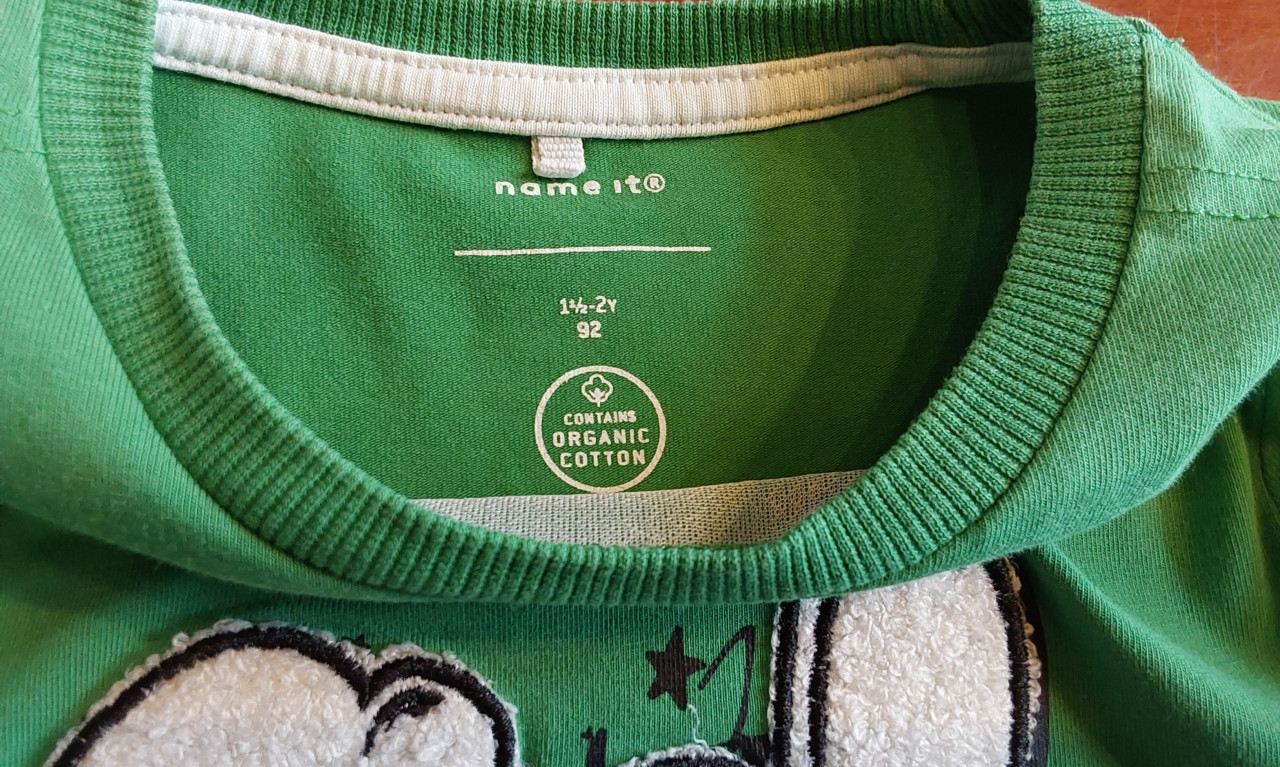 name it®
1½-2Y
92
CONTAINS
ORGANIC
COTTON